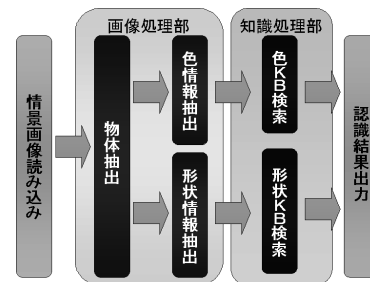 画像処理部
知識処理部
情景画像読み込み
物体抽出
色情報抽出
色KB検索
形状情報抽出
形状KB検索
認識結果出力